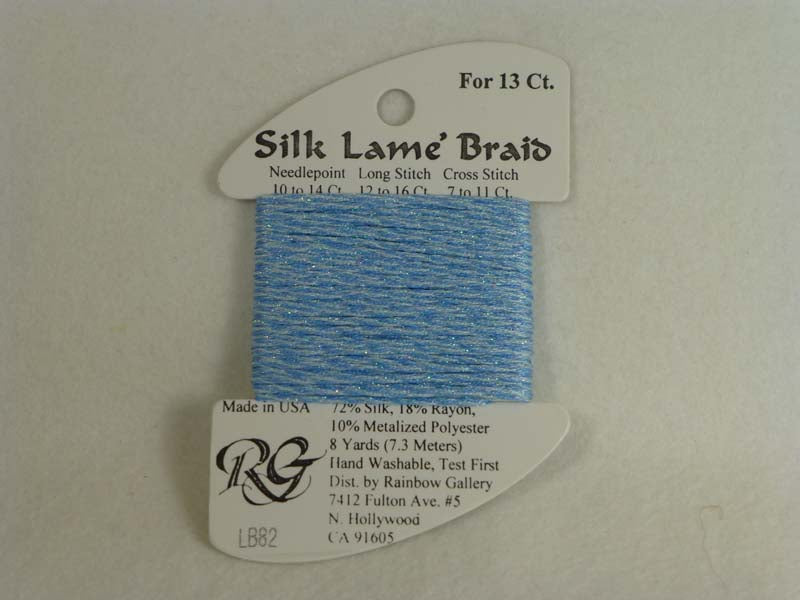 For 13 Ct.
Silk Lame' Braid
Needlepoint Long Stitch Cross Stitch
10 to 14 Ct. 12 to 16 Ct. 7 to 11 Ct.
Made in USA
72% Silk, 18% Rayon,
10% Metalized Polyester
8 Yards (7.3 Meters)
Hand Washable, Test First
Dist. by Rainbow Gallery
7412 Fulton Ave. #5
N. Hollywood
CA 91605
RG
LB82